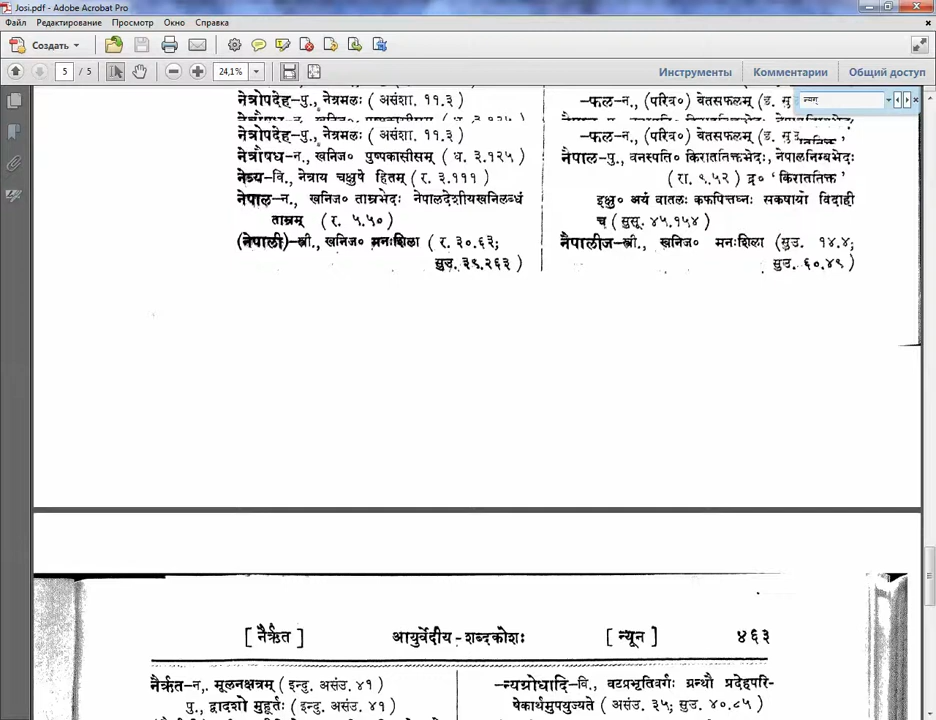 Josi.pdf - Adobe Acrobat Pro
Файл Редактирование Просмотр Окно Справка
Создать
5 / 5 24,1% Инструменты Комментарии Общий доступ
नेत्रोपदेह-पु., नेत्रमलः ( असंशा. ११.३ )
नेत्रोपदेह-पु., नेत्रमलः ( असंशा. ११.३ )
नेत्रौषध-न., खनिज० पुष्पकासीसम् ( ध. ३.१२५ )
नेत्र्य-वि., नेत्राय चक्षुषे हितम् ( र. ३.१११ )
नेपाल-न., खनिज० ताम्रभेदः नेपालदेशीयखनिलब्धं
ताम्रम् ( र. ५.५० )
(नेपाली)-स्त्री., खनिज० मनःशिला ( र. ३०.६३;
सुउ. ३९.२६३ )
-फल-न., (परिव०) वेतसफलम् (ड. सु
-फल-न., (परिव०) वेतसफलम् (ड. सु
नैपाल-पु., वनस्पति० किराततिक्तभेदः, नेपालनिम्बभेदः
( रा. ९.५२ ) द्र० 'किराततिक्त'
इक्षु० अयं वातलः कफपित्तघ्नः सकषायो विदाही
च ( सुसू. ४५.१५४ )
नैपालीज-स्त्री., खनिज० मनःशिला (सुउ. १४.४;
सुउ. ६०.४९ )
[ नैर्ऋत ] आयुर्वेदीय-शब्दकोशः [ न्यून ] ४६३
नैर्ऋत-न,. मूलनक्षत्रम् ( इन्दु. असंउ. ४१ )
पु., द्वादशो मुहूर्तः ( इन्दु. असंउ. ४१ )
-न्यग्रोधादि-वि., वटप्रभृतिवर्गः ग्रन्थौ प्रदेहपरि-
षेकार्थमुपयुज्यते ( असंउ. ३५; सुउ. ४०.८५ )